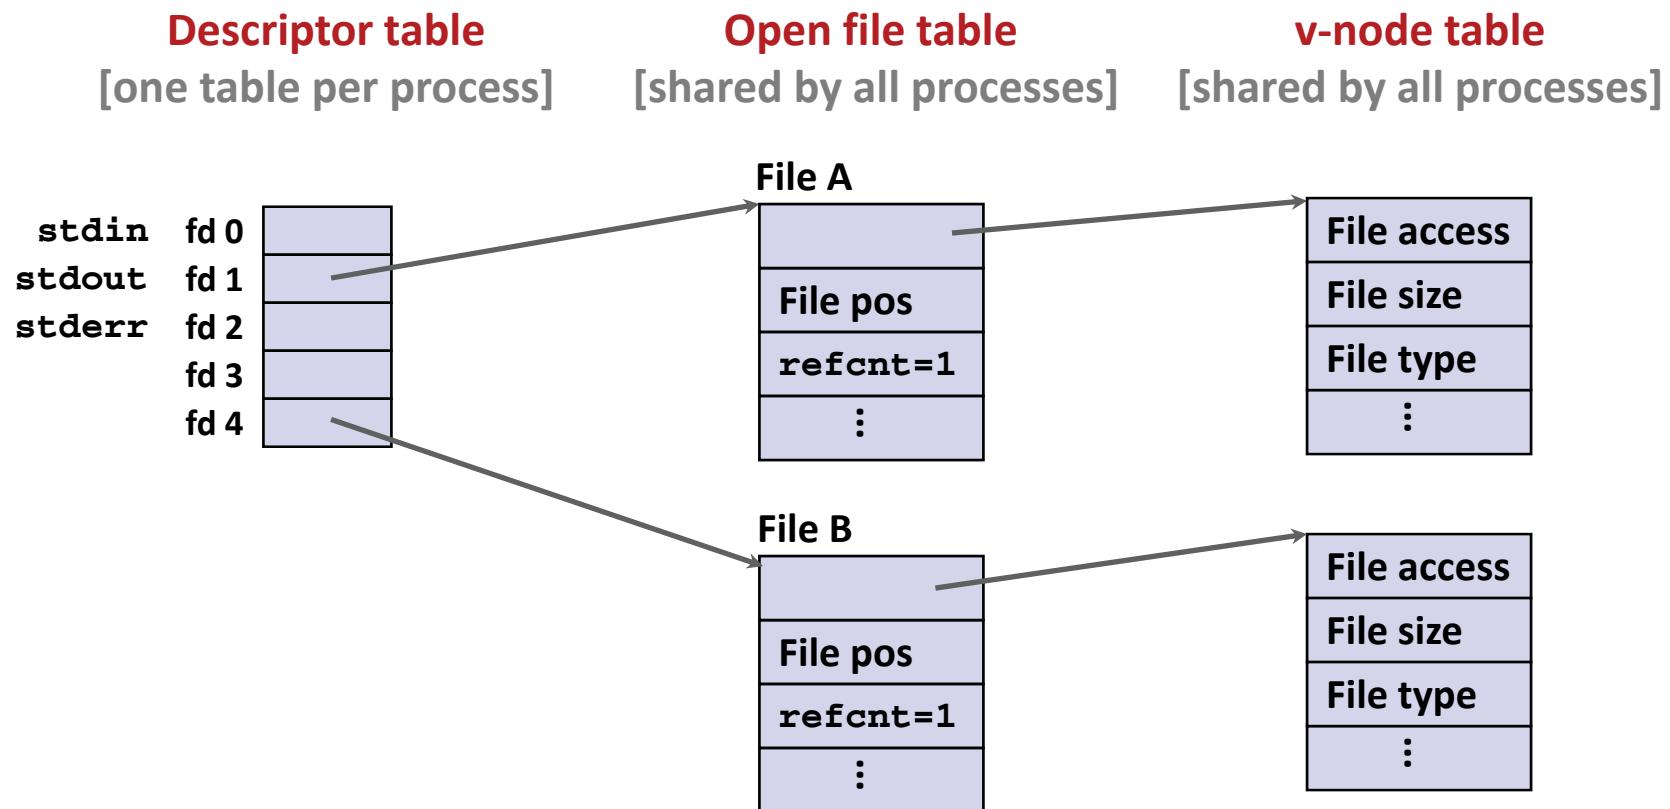 Descriptor table
[one table per process]
Open file table
[shared by all processes]
v-node table
[shared by all processes]
stdin fd 0
stdout fd 1
stderr fd 2
fd 3
fd 4
File A
File pos
refcnt=1
⋮
File access
File size
File type
⋮
File B
File pos
refcnt=1
⋮
File access
File size
File type
⋮